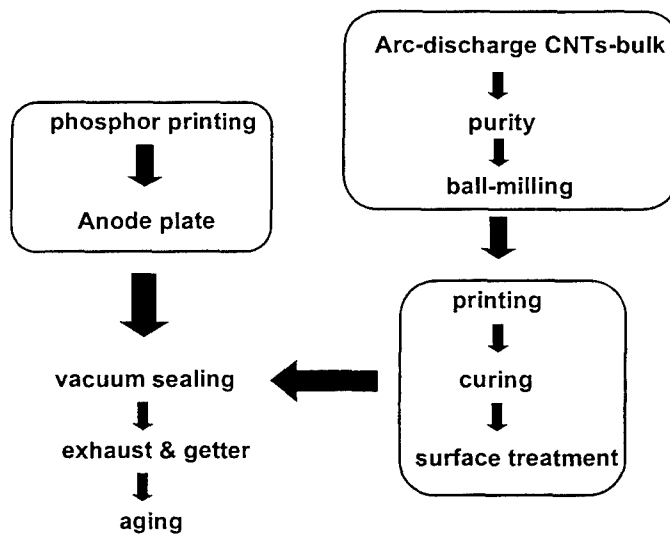 Arc-discharge CNTs-bulk
purity
ball-milling
phosphor printing
Anode plate
printing
curing
surface treatment
vacuum sealing
exhaust & getter
aging